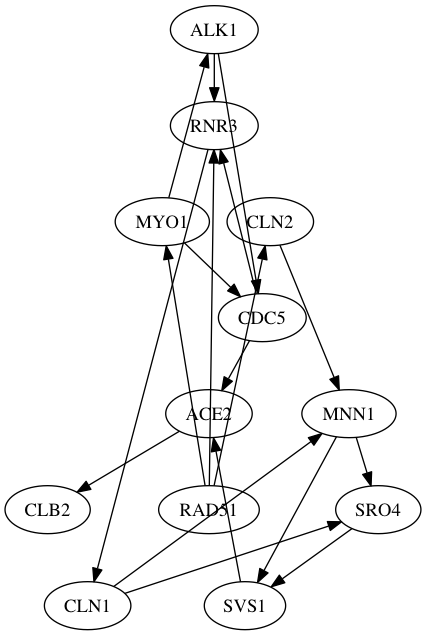 ALK1
RNR3
MYO1
CLN2
CDC5
ACE2
MNN1
CLB2
RAD51
SRO4
CLN1
SVS1